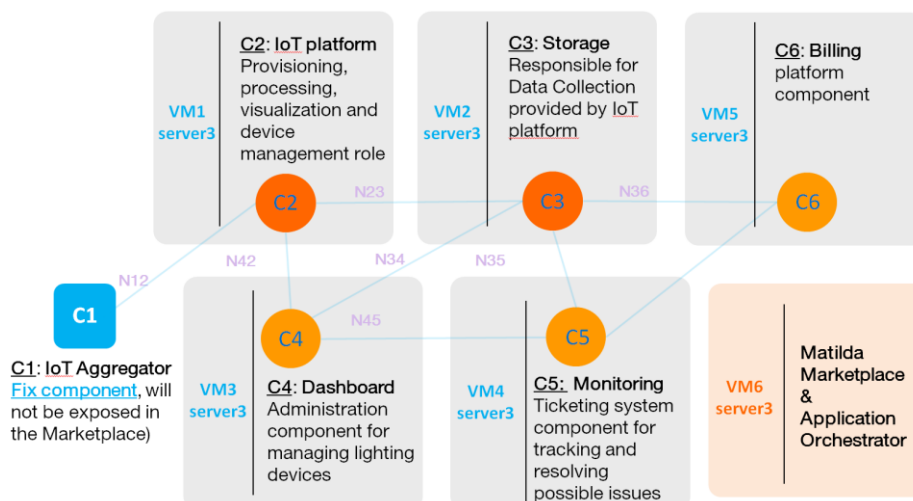 C2: IoT platform
Provisioning,
processing,
visualization and
device
management role
VM1
server3
C2
N23
C3: Storage
Responsible for
Data Collection
provided by IoT
platform
VM2
server3
C3
N36
C6: Billing
platform
component
VM5
server3
C6
N12
N42
N34
N35
C1
C1: IoT Aggregator
Fix component, will
not be exposed in
the Marketplace)
C4
N45
VM3
server3
C4: Dashboard
Administration
component for
managing lighting
devices
C5
VM4
server3
C5: Monitoring
Ticketing system
component for
tracking and
resolving
possible issues
VM6
server3
Matilda
Marketplace
&
Application
Orchestrator